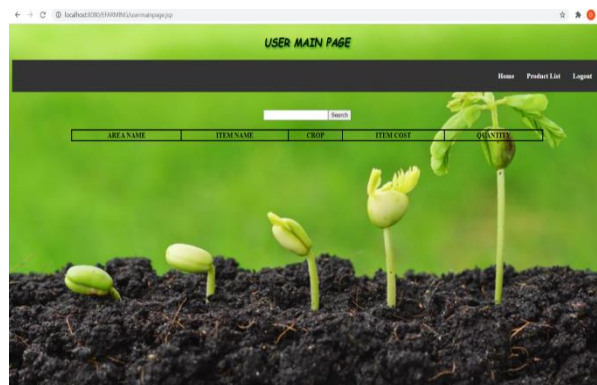 localhost:8080/EFARMING/usermainpage.jsp
USER MAIN PAGE
Home Product List Logout
Search
AREA NAME ITEM NAME CROP ITEM COST QUANTITY